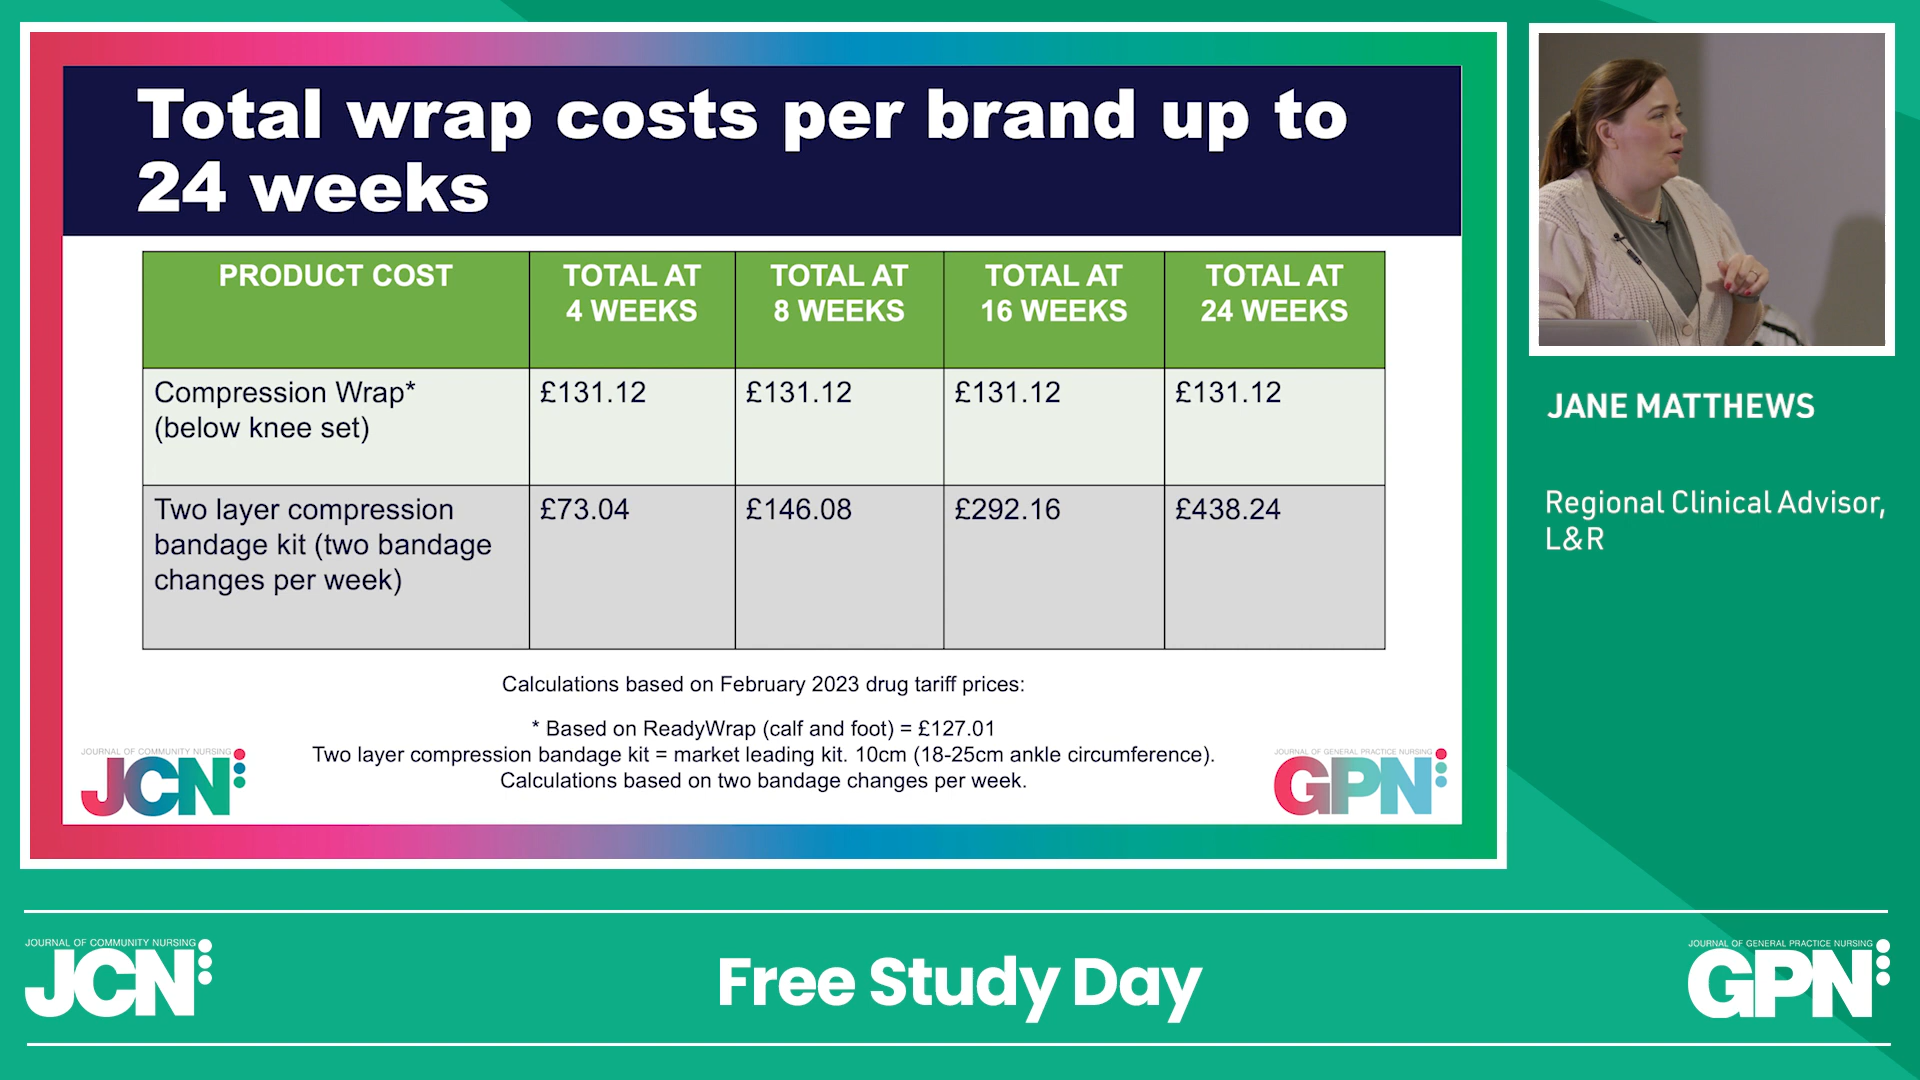 Total wrap costs per brand up to
24 weeks
PRODUCT COST
TOTAL AT
4 WEEKS
TOTAL AT
8 WEEKS
TOTAL AT
16 WEEKS
TOTAL AT
24 WEEKS
Compression Wrap*
(below knee set)
£131.12
£131.12
£131.12
£131.12
Two layer compression
bandage kit (two bandage
changes per week)
£73.04
£146.08
£292.16
£438.24
Calculations based on February 2023 drug tariff prices:
* Based on ReadyWrap (calf and foot) = £127.01
Two layer compression bandage kit = market leading kit. 10cm (18-25cm ankle circumference).
Calculations based on two bandage changes per week.
JOURNAL OF COMMUNITY NURSING
JCN
JOURNAL OF GENERAL PRACTICE NURSING
GPN
JANE MATTHEWS
Regional Clinical Advisor,
L&R
JOURNAL OF COMMUNITY NURSING
JCN
Free Study Day
JOURNAL OF GENERAL PRACTICE NURSING
GPN